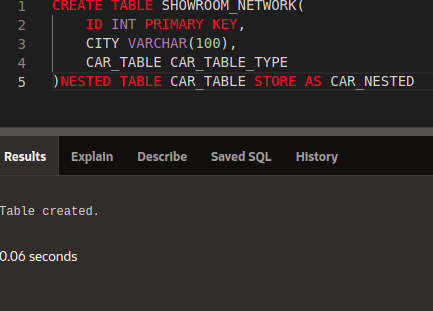 1 CREATE TABLE SHOWROOM_NETWORK(
2 ID INT PRIMARY KEY,
3 CITY VARCHAR(100),
4 CAR_TABLE CAR_TABLE_TYPE
5 )NESTED TABLE CAR_TABLE STORE AS CAR_NESTED
Results Explain Describe Saved SQL History
Table created.
0.06 seconds